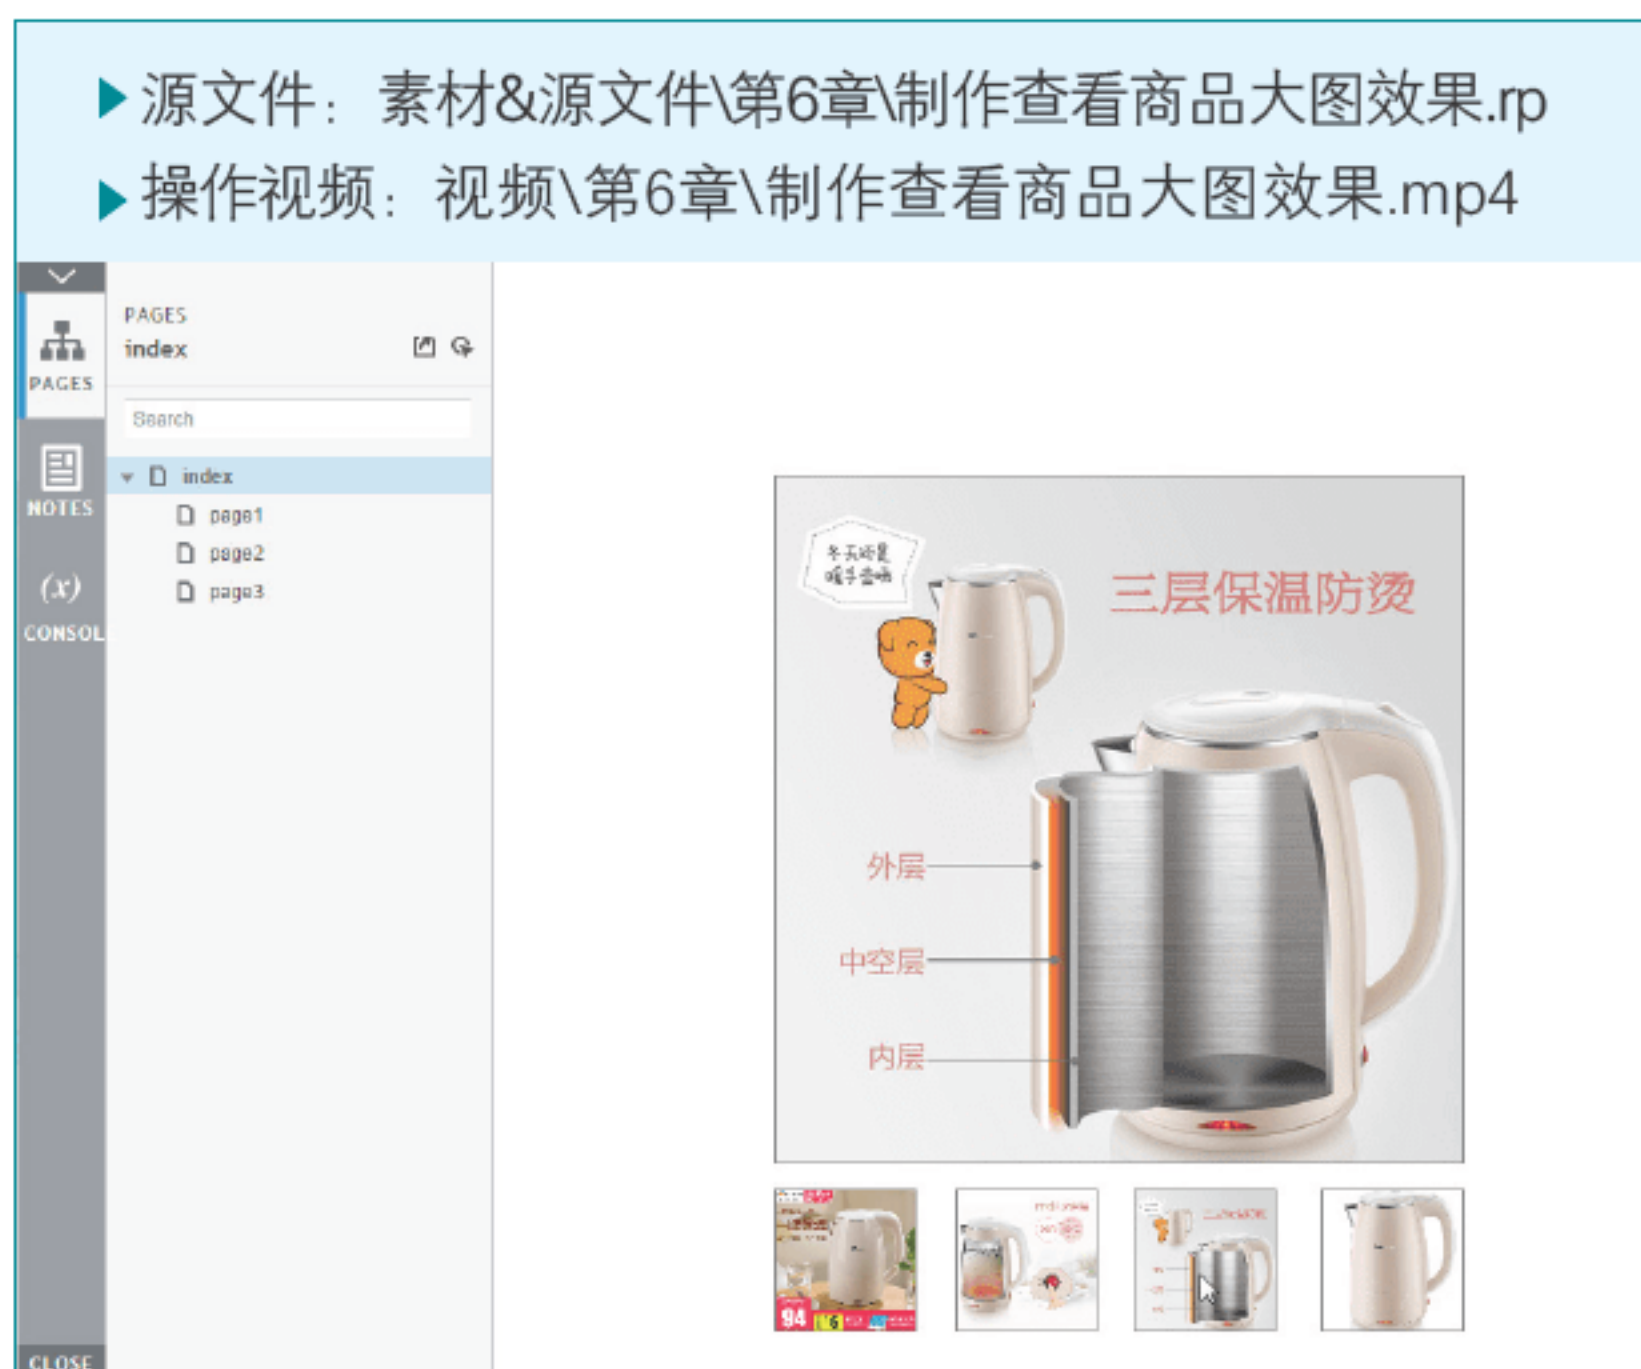 ▶源文件：素材&源文件\第6章\制作查看商品大图效果.rp
▶操作视频：视频\第6章\制作查看商品大图效果.mp4
PAGES
NOTES
(x)
CONSOL
CLOSE
PAGES
index
Search
index
page1
page2
page3
三层保温防烫
外层
中空层
内层
94